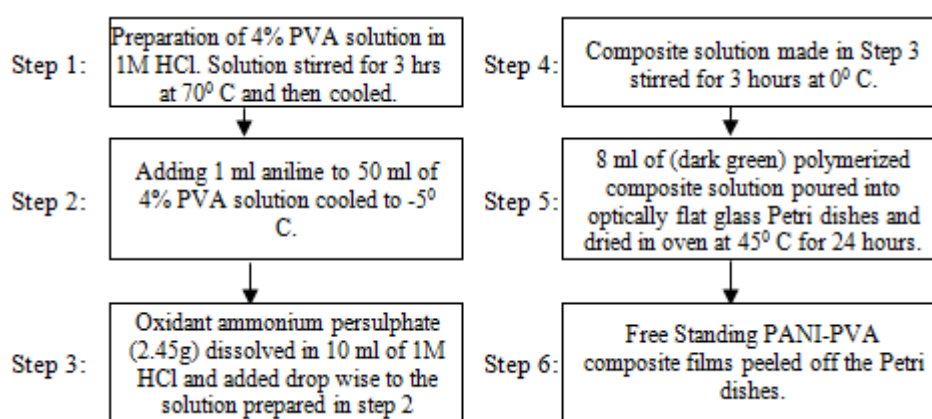 Step 1:
Preparation of 4% PVA solution in
1M HCl. Solution stirred for 3 hrs
at 70⁰ C and then cooled.
Step 2:
Adding 1 ml aniline to 50 ml of
4% PVA solution cooled to -5⁰
C.
Step 3:
Oxidant ammonium persulphate
(2.45g) dissolved in 10 ml of 1M
HCl and added drop wise to the
solution prepared in step 2
Step 4:
Composite solution made in Step 3
stirred for 3 hours at 0⁰ C.
Step 5:
8 ml of (dark green) polymerized
composite solution poured into
optically flat glass Petri dishes and
dried in oven at 45⁰ C for 24 hours.
Step 6:
Free Standing PANI-PVA
composite films peeled off the Petri
dishes.